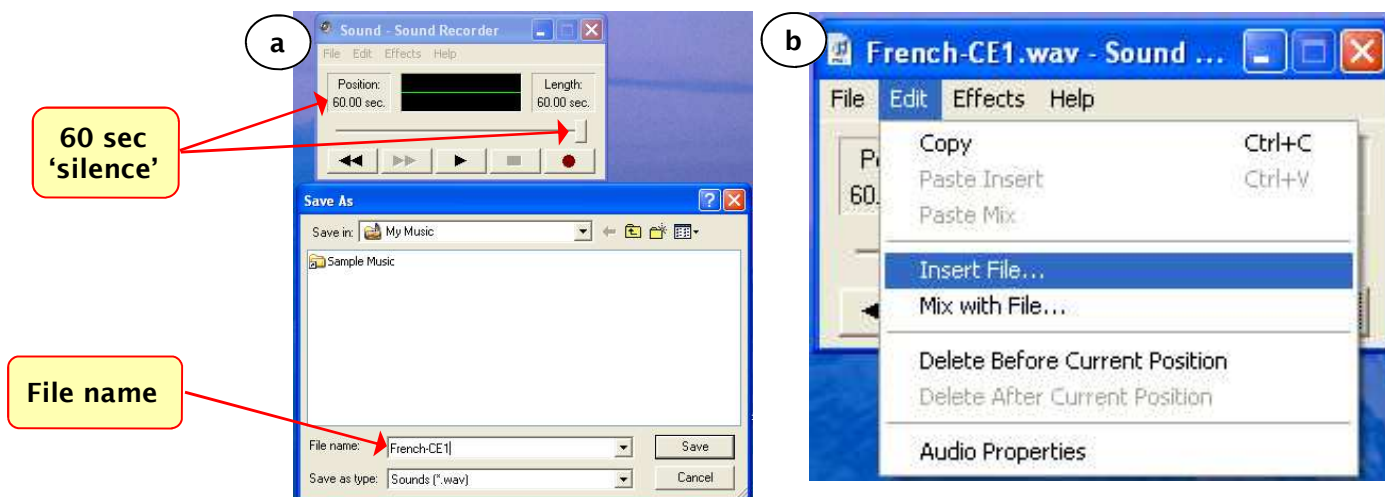 a
Sound - Sound Recorder
File Edit Effects Help
Position:
60.00 sec.
Length:
60.00 sec.
60 sec
‘silence’
Save As
Save in: My Music
Sample Music
File name
File name: French-CE1
Save
Save as type: Sounds (*.wav)
Cancel
b
French-CE1.wav - Sound ...
File Edit Effects Help
60.
Copy Ctrl+C
Paste Insert Ctrl+V
Paste Mix
Insert File...
Mix with File...
Delete Before Current Position
Delete After Current Position
Audio Properties